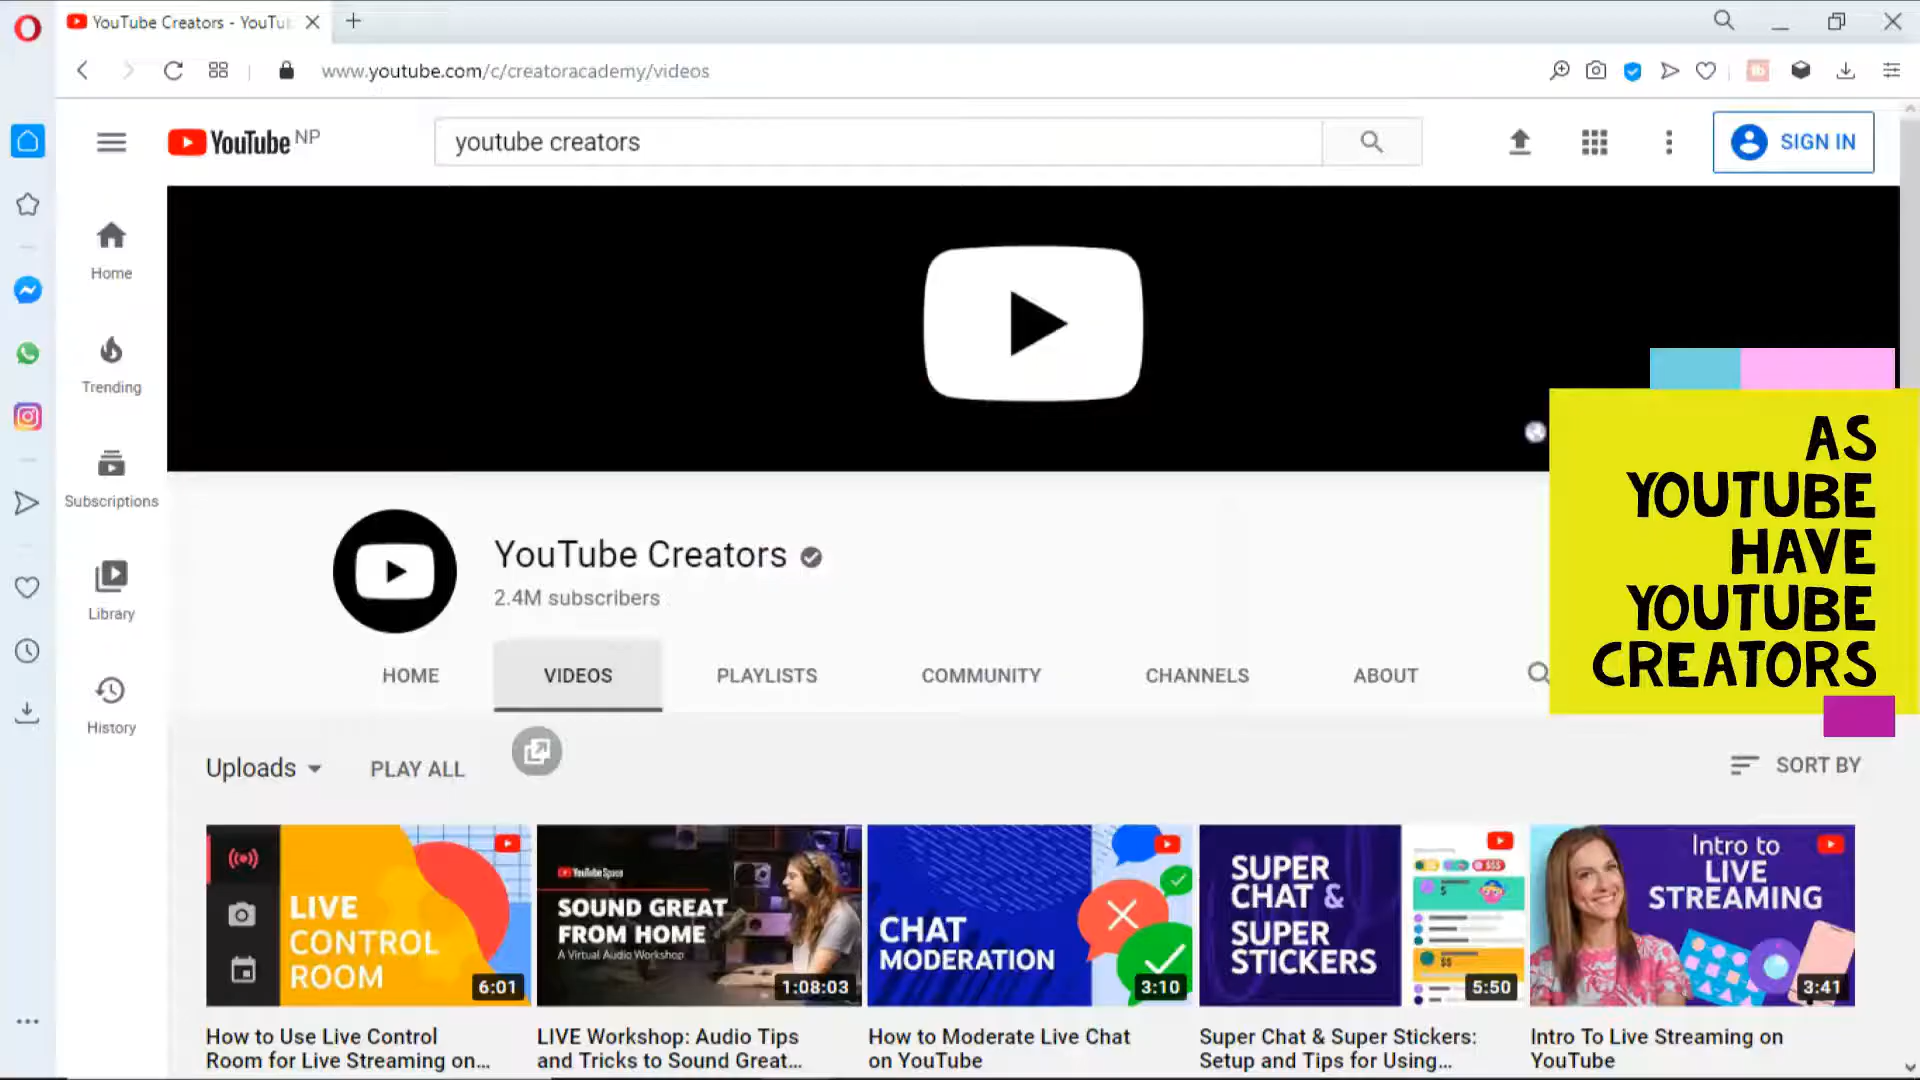 YouTube Creators - YouTu
www.youtube.com/c/creatoracademy/videos
YouTube NP
youtube creators
SIGN IN
Home
Trending
Subscriptions
Library
History
AS
YOUTUBE
HAVE
YOUTUBE
CREATORS
YouTube Creators
2.4M subscribers
HOME
VIDEOS
PLAYLISTS
COMMUNITY
CHANNELS
ABOUT
Uploads
PLAY ALL
SORT BY
LIVE
CONTROL
ROOM
6:01
How to Use Live Control
Room for Live Streaming on...
YouTube Space
SOUND GREAT
FROM HOME
A Virtual Audio Workshop
1:08:03
LIVE Workshop: Audio Tips
and Tricks to Sound Great...
CHAT
MODERATION
3:10
How to Moderate Live Chat
on YouTube
SUPER
CHAT &
SUPER
STICKERS
$$$
$
$$
5:50
Super Chat & Super Stickers:
Setup and Tips for Using...
Intro to
LIVE
STREAMING
3:41
Intro To Live Streaming on
YouTube